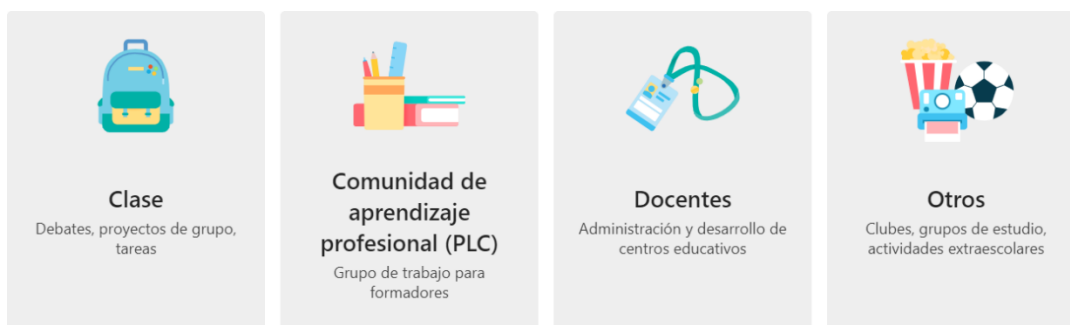 Clase
Debates, proyectos de grupo,
tareas
Comunidad de
aprendizaje
profesional (PLC)
Grupo de trabajo para
formadores
Docentes
Administración y desarrollo de
centros educativos
Otros
Clubes, grupos de estudio,
actividades extraescolares